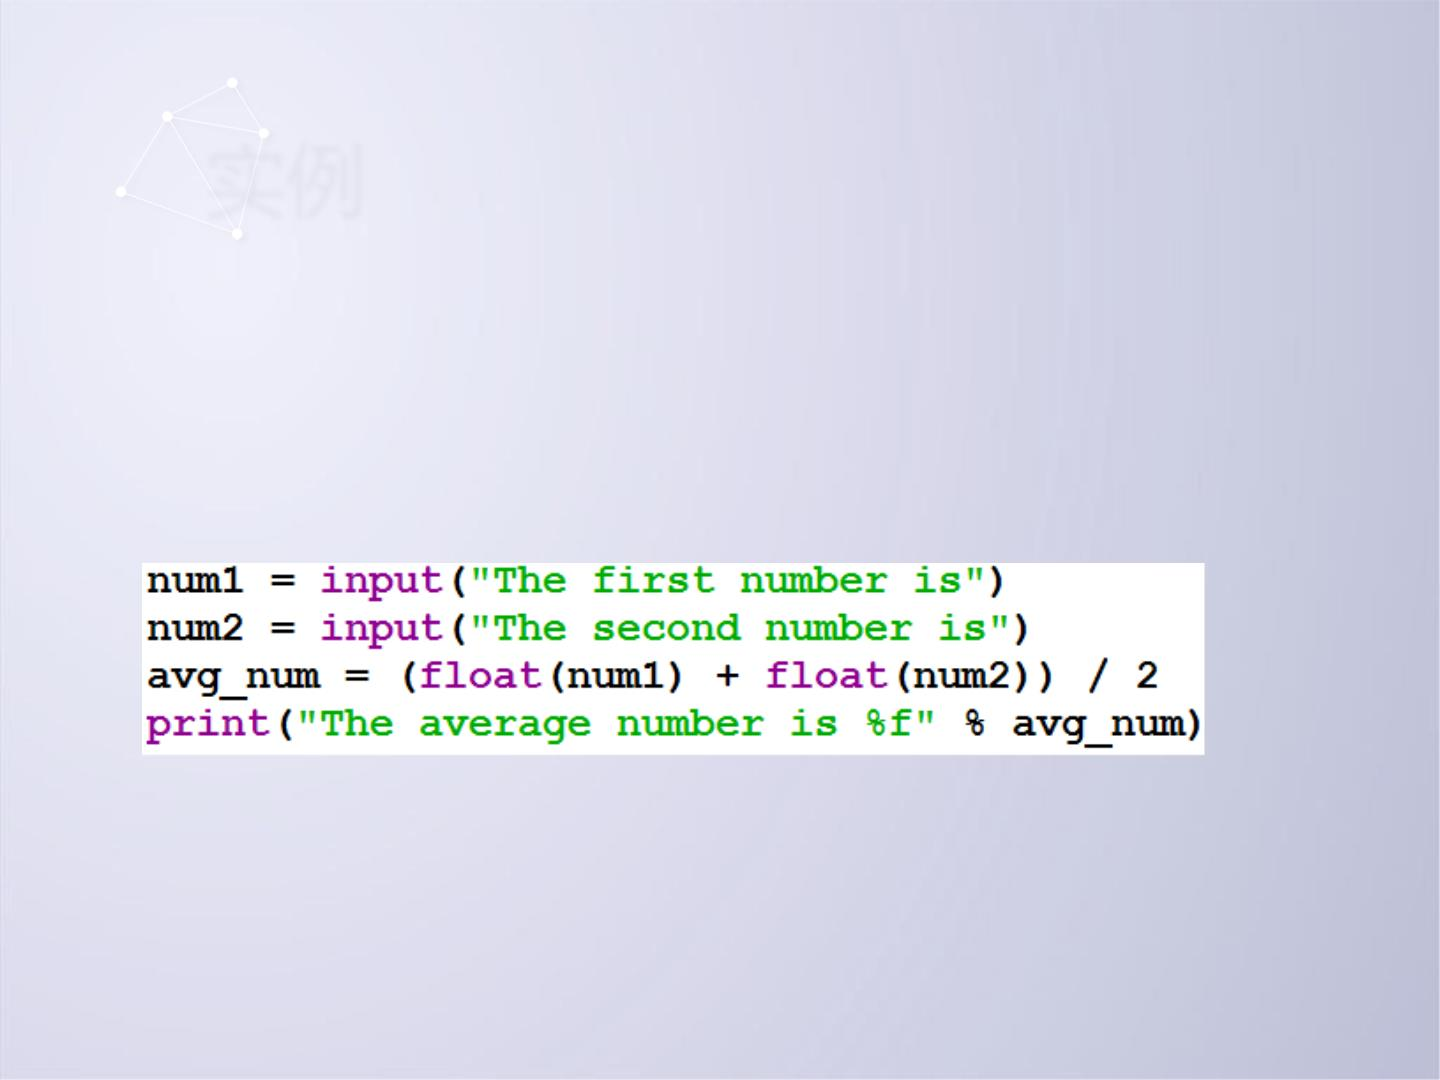 实例
num1 = input("The first number is")
num2 = input("The second number is")
avg_num = (float(num1) + float(num2)) / 2
print("The average number is %f" % avg_num)